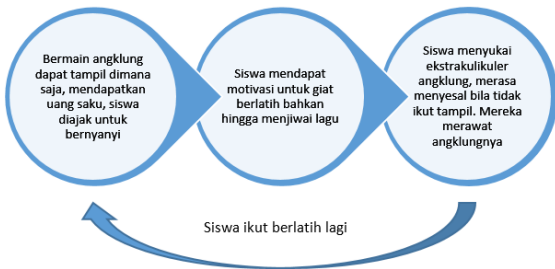 Bermain angklung
dapat tampil dimana
saja, mendapatkan
uang saku, siswa
diajak untuk
bernyanyi
Siswa mendapat
motivasi untuk giat
berlatih bahkan
hingga menjiwai lagu
Siswa menyukai
ekstrakulikuler
angklung, merasa
menyesal bila tidak
ikut tampil. Mereka
merawat
angklungnya
Siswa ikut berlatih lagi